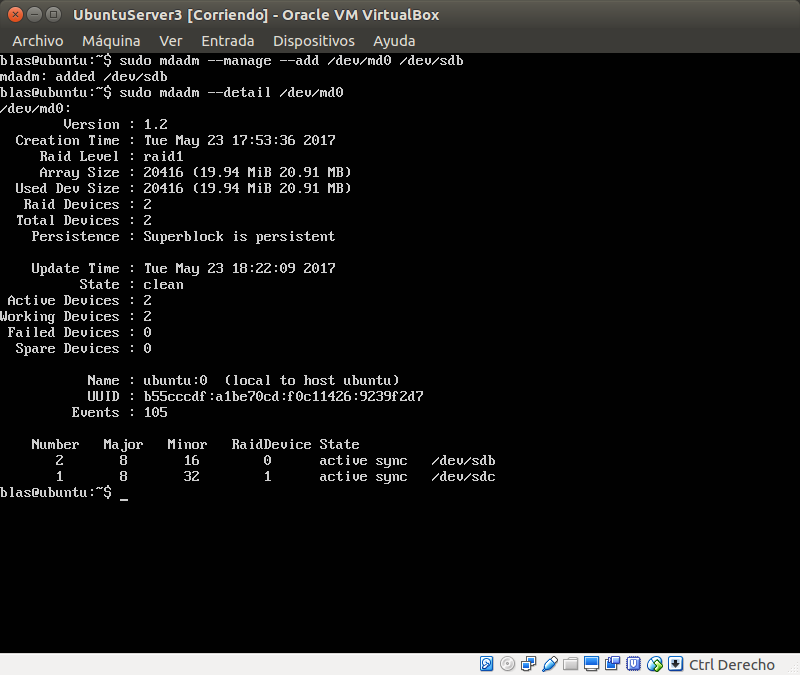 UbuntuServer3 [Corriendo] - Oracle VM VirtualBox
Archivo Máquina Ver Entrada Dispositivos Ayuda
blas@ubuntu:~$ sudo mdadm --manage --add /dev/md0 /dev/sdb
mdadm: added /dev/sdb
blas@ubuntu:~$ sudo mdadm --detail /dev/md0
/dev/md0:
Version : 1.2
Creation Time : Tue May 23 17:53:36 2017
Raid Level : raid1
Array Size : 20416 (19.94 MiB 20.91 MB)
Used Dev Size : 20416 (19.94 MiB 20.91 MB)
Raid Devices : 2
Total Devices : 2
Persistence : Superblock is persistent
Update Time : Tue May 23 18:22:09 2017
State : clean
Active Devices : 2
Working Devices : 2
Failed Devices : 0
Spare Devices : 0
Name : ubuntu:0 (local to host ubuntu)
UUID : b55cccdf:a1be70cd:f0c11426:9239f2d7
Events : 105
Number Major Minor RaidDevice State
2 8 16 0 active sync /dev/sdb
1 8 32 1 active sync /dev/sdc
blas@ubuntu:~$ _
Ctrl Derecho